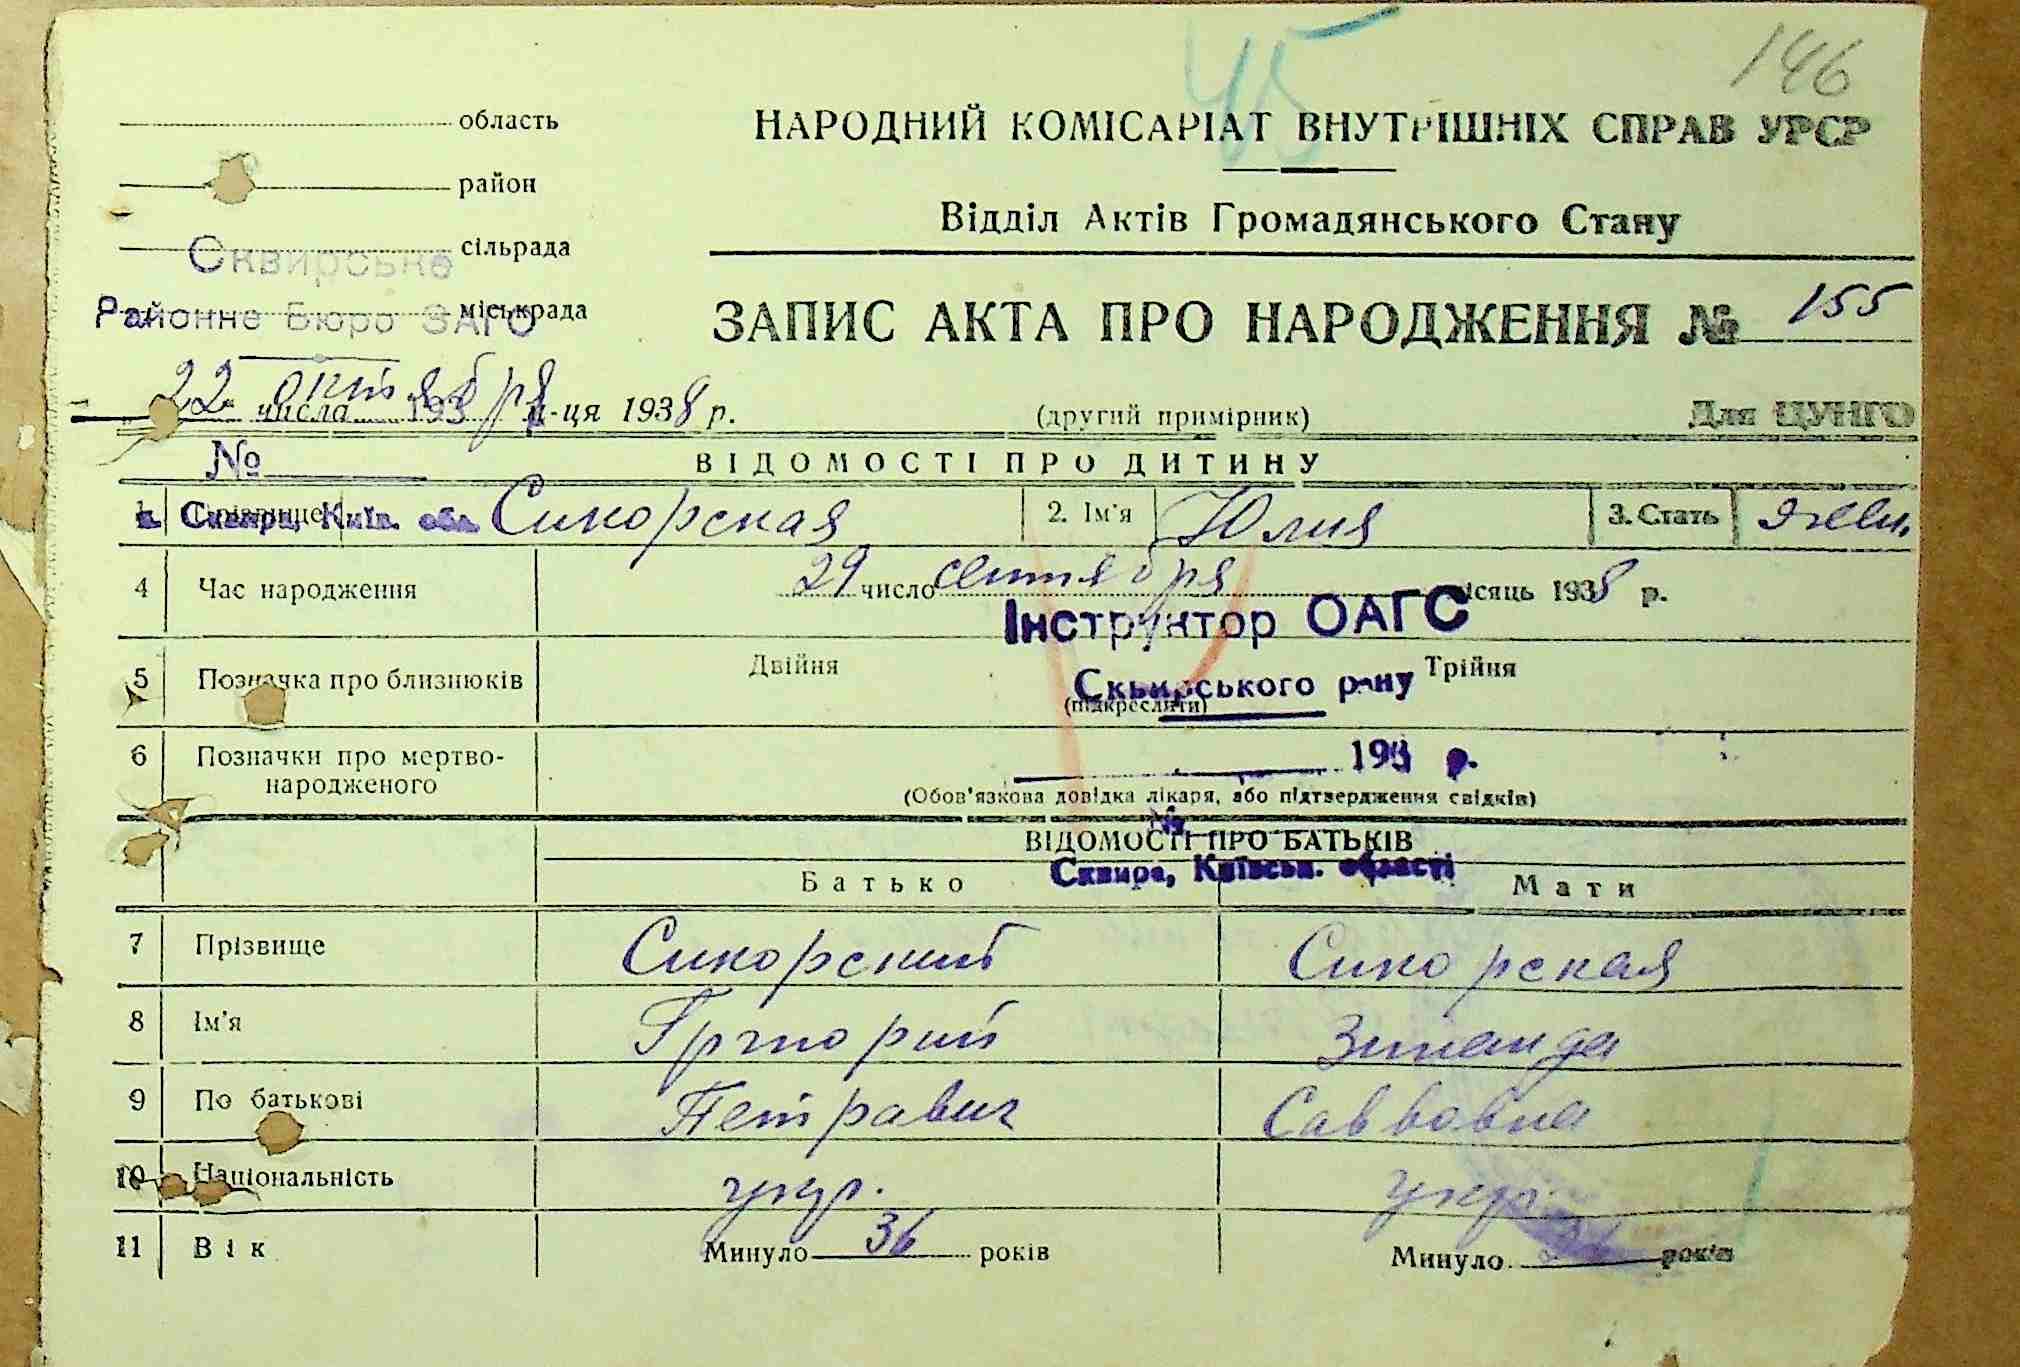 45
146
область
НАРОДНИЙ КОМІСАРІАТ ВНУТРІШНІХ СПРАВ УРСР
район
Відділ Актів Громадянського Стану
сільрада
Сквирське
міськрада
Районне Бюро ЗАГС
ЗАПИС АКТА ПРО НАРОДЖЕННЯ № 155
22 октября м-ця 1938 р.
числа 193
(другий примірник)
Для ЦУНГО
№
ВІДОМОСТІ ПРО ДИТИНУ
1 Прізвище Сикорская 2. Ім'я Юлия 3. Стать жен.
м. Сквира, Київ. обл.
4 Час народження 29 число сентября місяць 1938 р.
Інструктор ОАГС
5 Позначка про близнюків Двійня Трійня
Сквирського р-ну
(підкреслити)
6 Позначки про мертво-
народженого
193 р.
(Обов'язкова довідка лікаря, або підтвердження свідків)
№
ВІДОМОСТІ ПРО БАТЬКІВ
Сквира, Київськ. області
Батько Мати
7 Прізвище Сикорский Сикорская
8 Ім'я Григорий Зинаида
9 По батькові Петравич Саввовна
10 Національність укр. укр.
11 Вік Минуло 36 років Минуло років